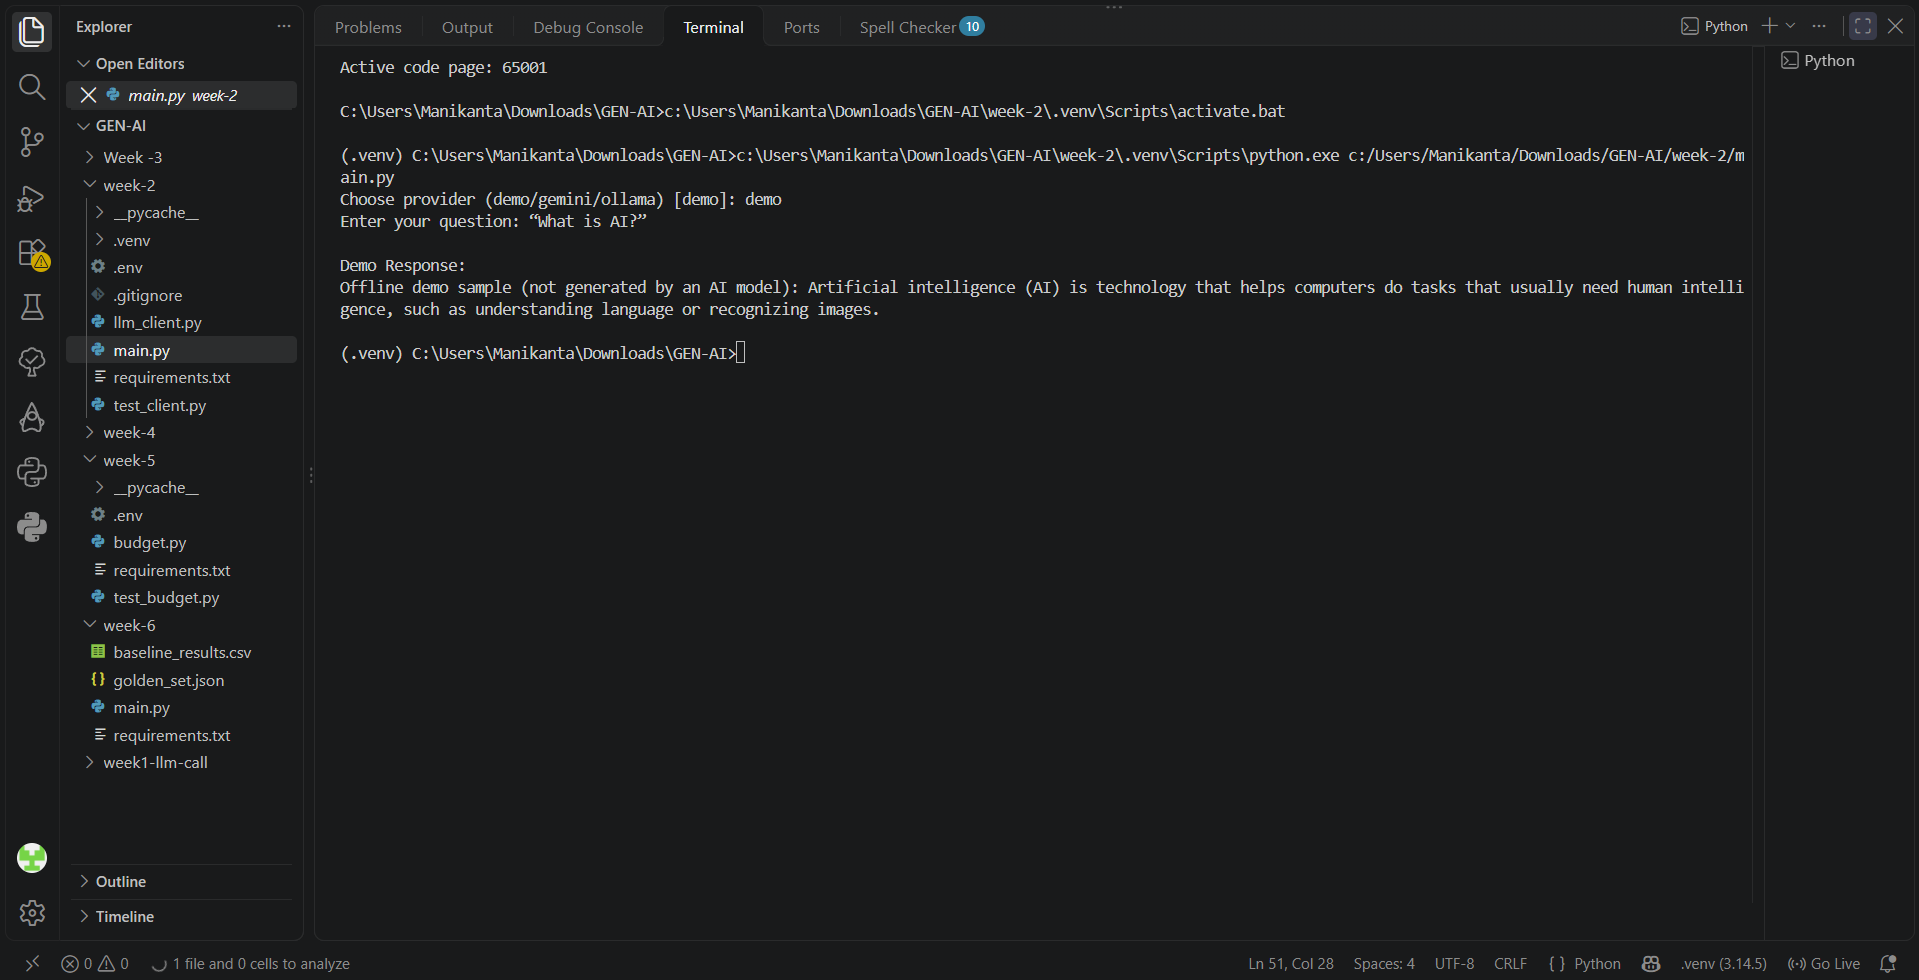 Explorer
Open Editors
main.py week-2
GEN-AI
Week -3
week-2
__pycache__
.venv
.env
.gitignore
llm_client.py
main.py
requirements.txt
test_client.py
week-4
week-5
__pycache__
.env
budget.py
requirements.txt
test_budget.py
week-6
baseline_results.csv
golden_set.json
main.py
requirements.txt
week1-llm-call
Outline
Timeline
Problems Output Debug Console Terminal Ports Spell Checker 10
Python
Python
Active code page: 65001
C:\Users\Manikanta\Downloads\GEN-AI>c:\Users\Manikanta\Downloads\GEN-AI\week-2\.venv\Scripts\activate.bat
(.venv) C:\Users\Manikanta\Downloads\GEN-AI>c:\Users\Manikanta\Downloads\GEN-AI\week-2\.venv\Scripts\python.exe c:/Users/Manikanta/Downloads/GEN-AI/week-2/m
ain.py
Choose provider (demo/gemini/ollama) [demo]: demo
Enter your question: “What is AI?”
Demo Response:
Offline demo sample (not generated by an AI model): Artificial intelligence (AI) is technology that helps computers do tasks that usually need human intelli
gence, such as understanding language or recognizing images.
(.venv) C:\Users\Manikanta\Downloads\GEN-AI>
0 0 1 file and 0 cells to analyze
Ln 51, Col 28 Spaces: 4 UTF-8 CRLF { } Python .venv (3.14.5) Go Live